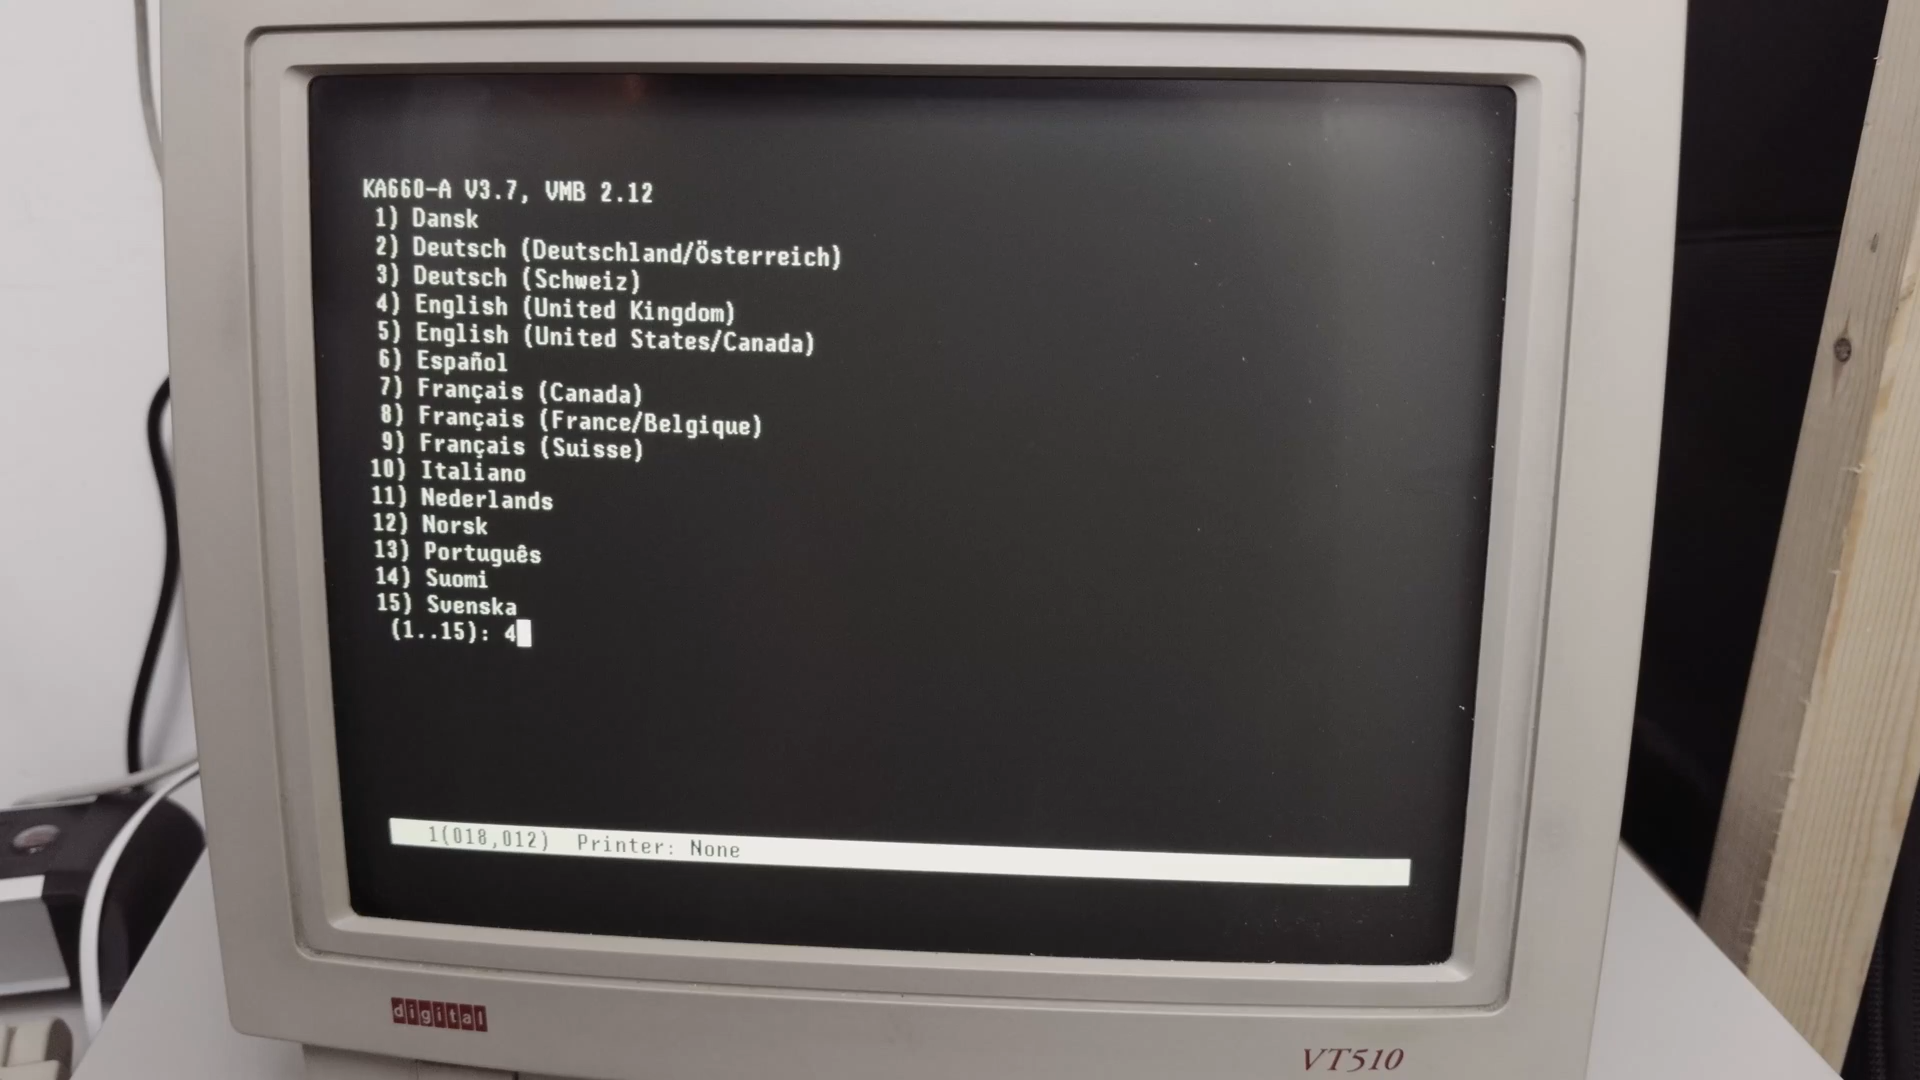 KA660-A V3.7, VMB 2.12
1) Dansk
2) Deutsch (Deutschland/Österreich)
3) Deutsch (Schweiz)
4) English (United Kingdom)
5) English (United States/Canada)
6) Español
7) Français (Canada)
8) Français (France/Belgique)
9) Français (Suisse)
10) Italiano
11) Nederlands
12) Norsk
13) Português
14) Suomi
15) Svenska
(1..15): 4
1(018,012) Printer: None
digital
VT510